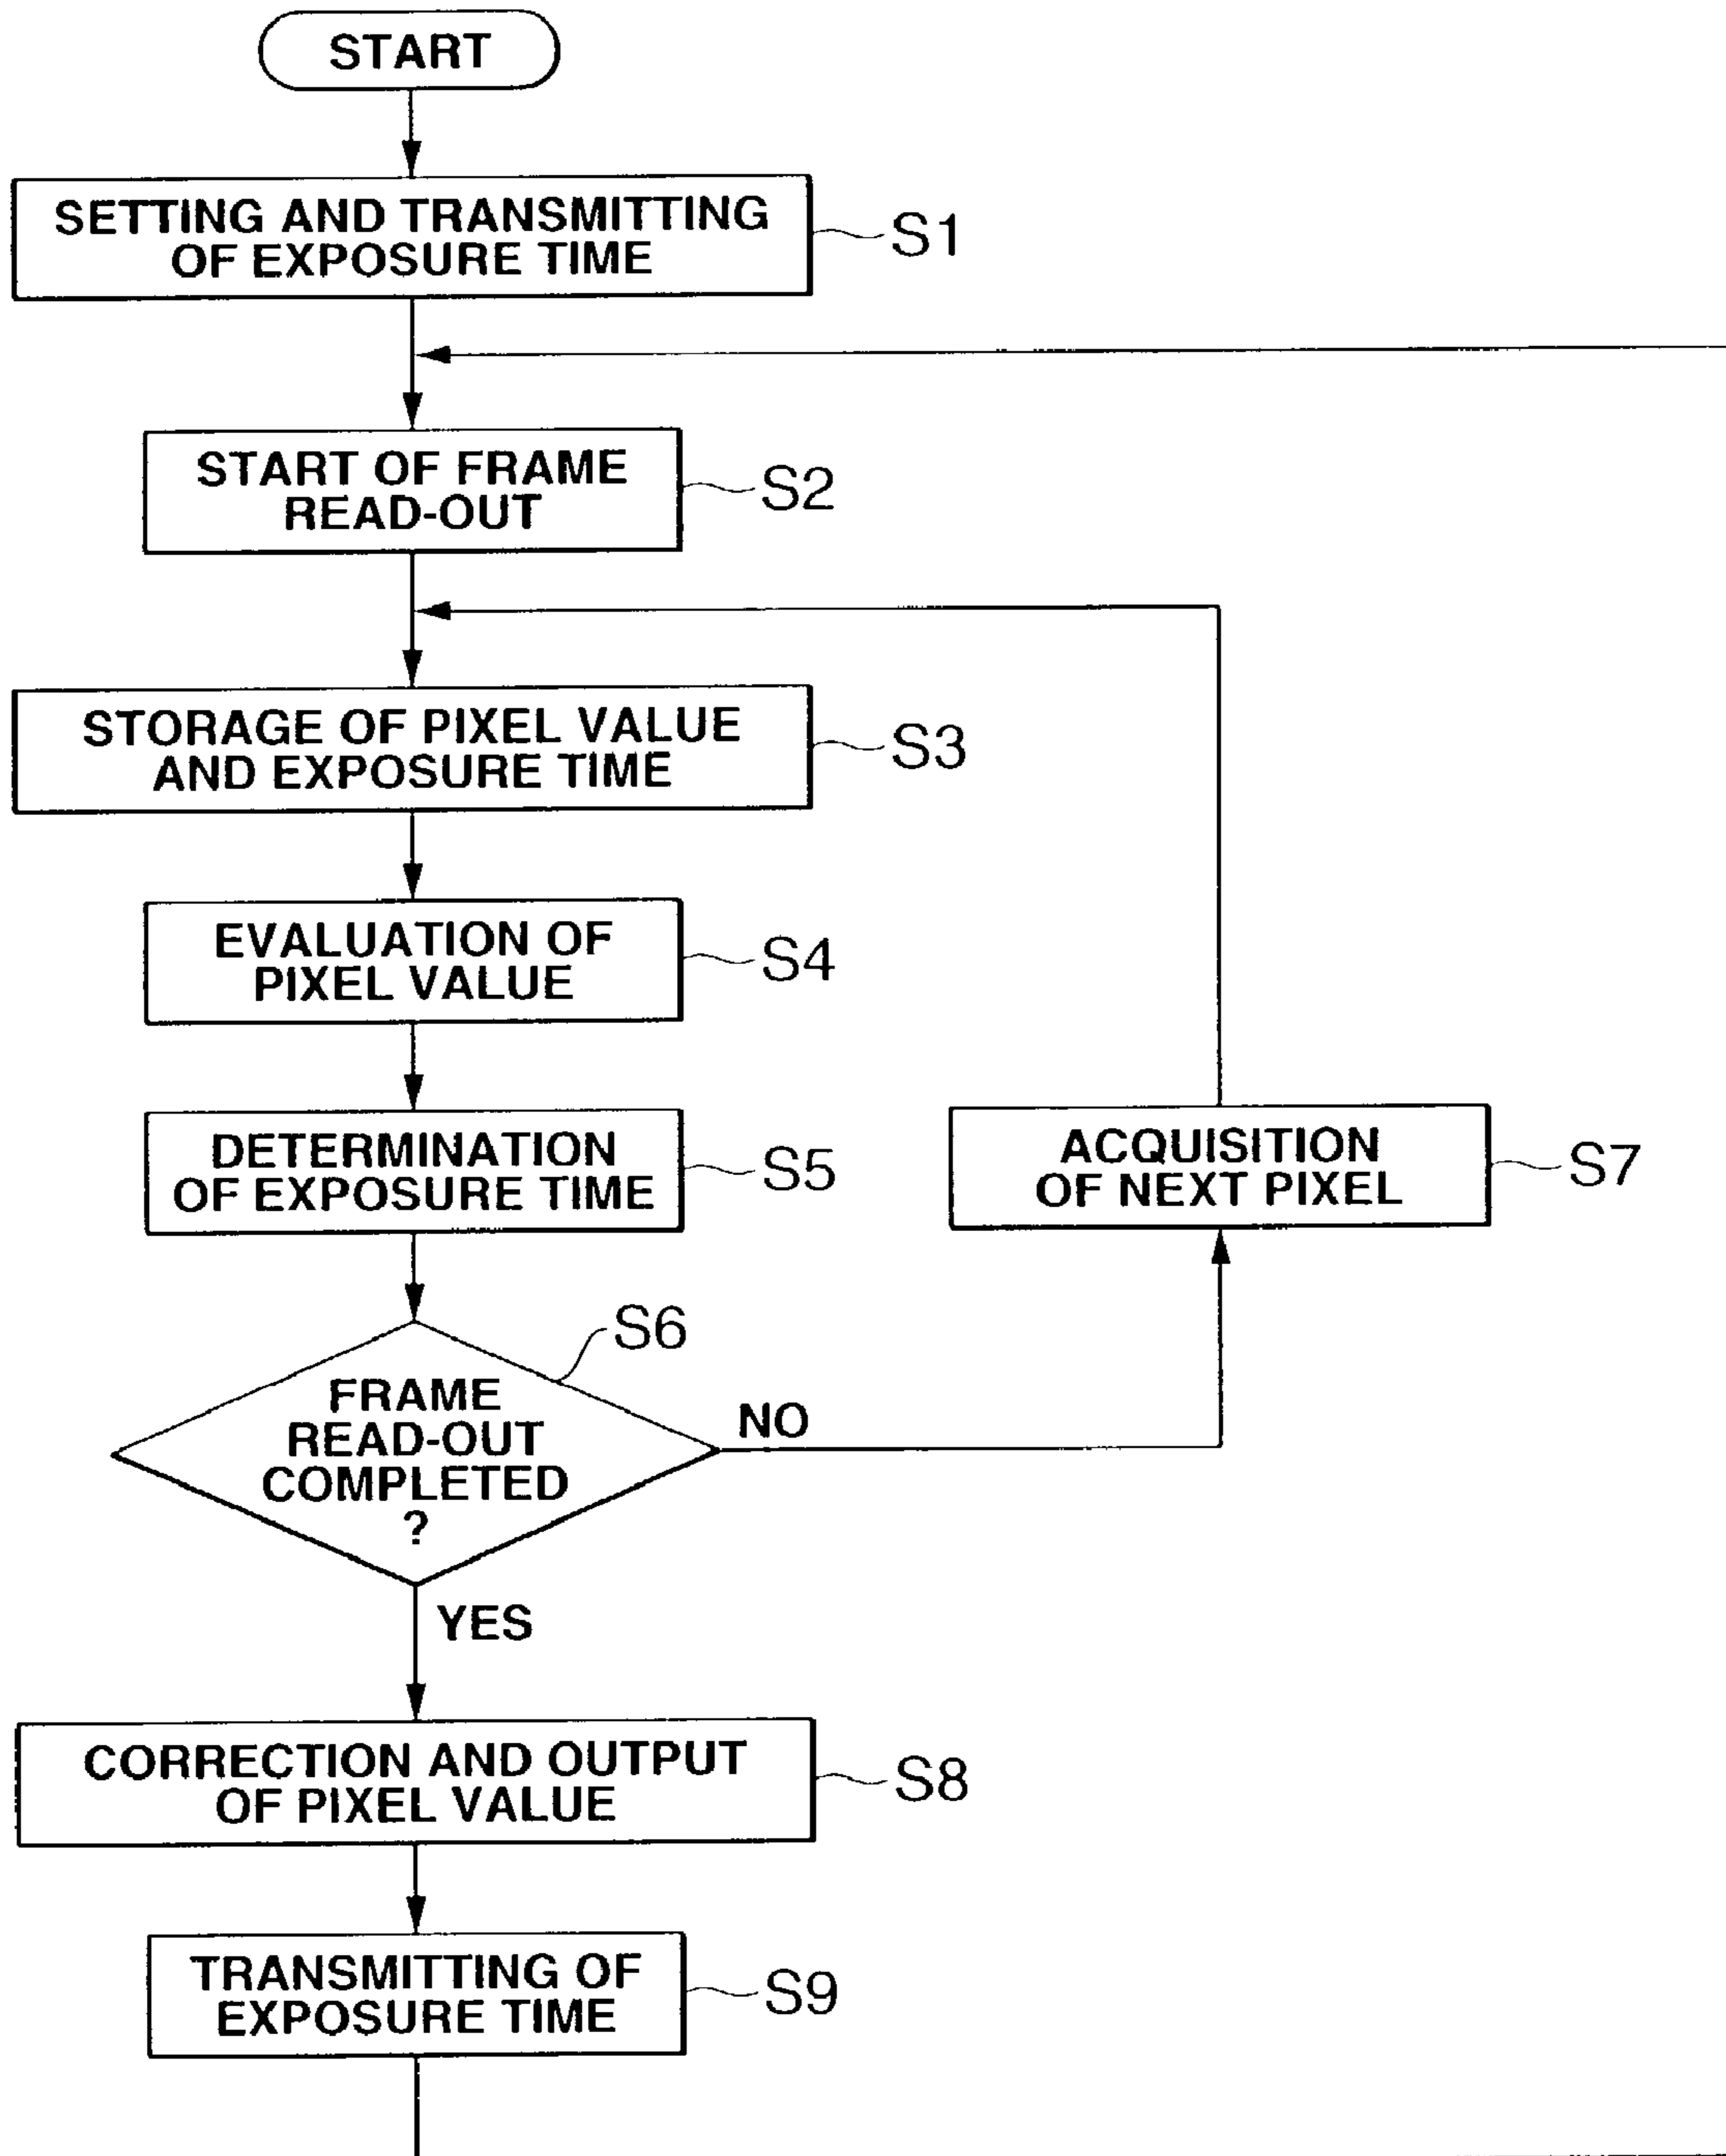 START
SETTING AND TRANSMITTING
OF EXPOSURE TIME
S1
START OF FRAME
READ-OUT
S2
STORAGE OF PIXEL VALUE
AND EXPOSURE TIME
S3
EVALUATION OF
PIXEL VALUE
S4
DETERMINATION
OF EXPOSURE TIME
S5
ACQUISITION
OF NEXT PIXEL
S7
S6
FRAME
READ-OUT
COMPLETED
?
NO
YES
CORRECTION AND OUTPUT
OF PIXEL VALUE
S8
TRANSMITTING OF
EXPOSURE TIME
S9